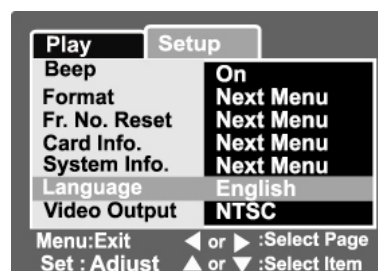 Play Setup
Beep On
Format Next Menu
Fr. No. Reset Next Menu
Card Info. Next Menu
System Info. Next Menu
Language English
Video Output NTSC
Menu:Exit ◀ or ▶ :Select Page
Set : Adjust ▲ or ▼ :Select Item